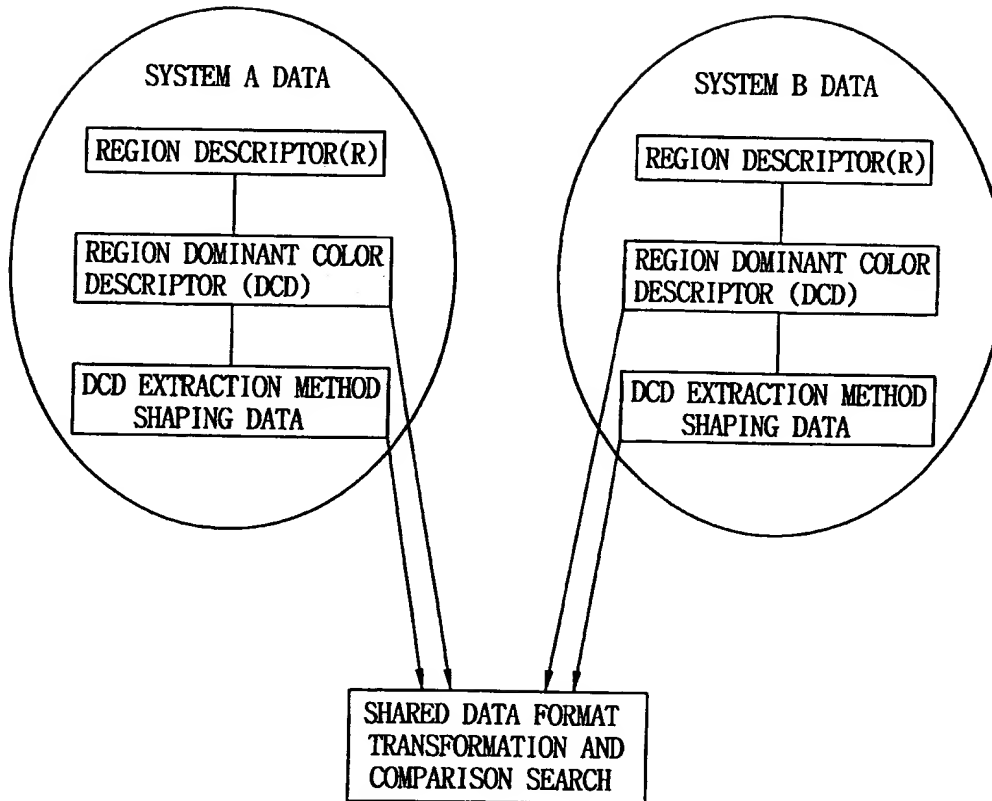 SYSTEM A DATA
REGION DESCRIPTOR(R)
REGION DOMINANT COLOR
DESCRIPTOR (DCD)
DCD EXTRACTION METHOD
SHAPING DATA
SYSTEM B DATA
REGION DESCRIPTOR(R)
REGION DOMINANT COLOR
DESCRIPTOR (DCD)
DCD EXTRACTION METHOD
SHAPING DATA
SHARED DATA FORMAT
TRANSFORMATION AND
COMPARISON SEARCH